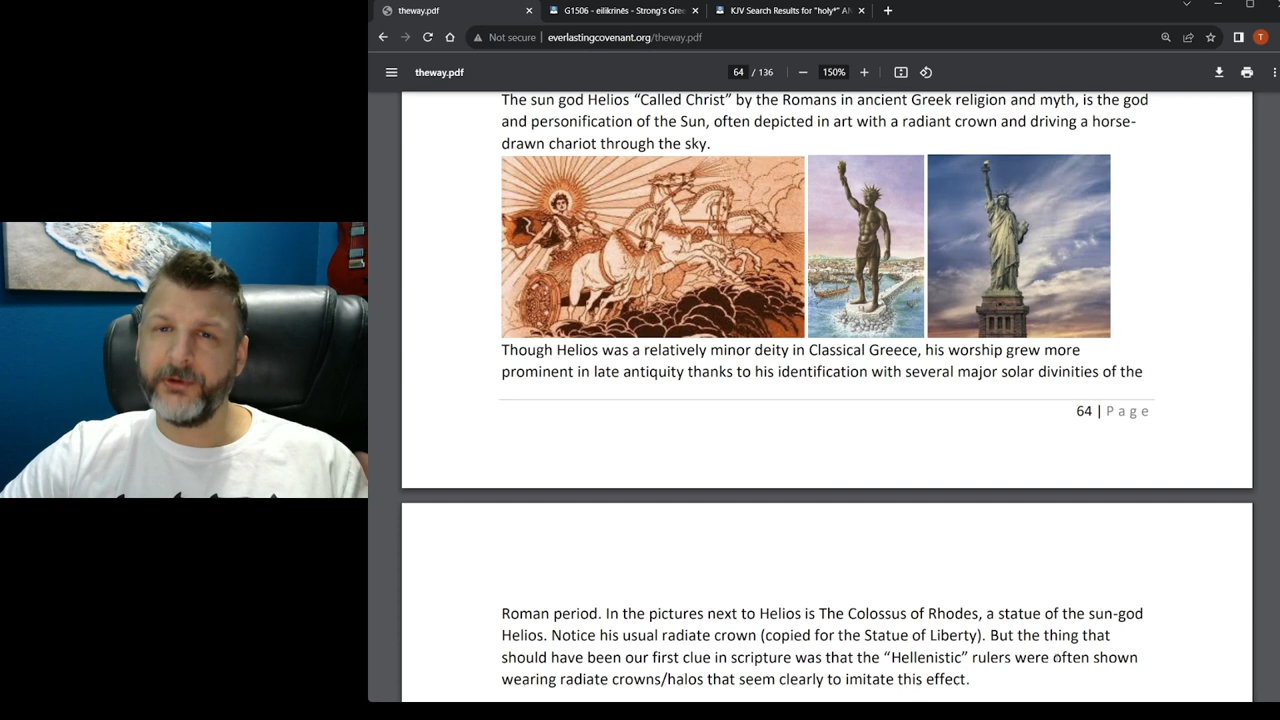 theway.pdf
G1506 - eilikrinēs - Strong's Gree
KJV Search Results for "holy*" A
Not secure | everlastingcovenant.org/theway.pdf
T
theway.pdf
64 / 136
150%
The sun god Helios “Called Christ” by the Romans in ancient Greek religion and myth, is the god
and personification of the Sun, often depicted in art with a radiant crown and driving a horse-
drawn chariot through the sky.
Though Helios was a relatively minor deity in Classical Greece, his worship grew more
prominent in late antiquity thanks to his identification with several major solar divinities of the
64 | P a g e
Roman period. In the pictures next to Helios is The Colossus of Rhodes, a statue of the sun-god
Helios. Notice his usual radiate crown (copied for the Statue of Liberty). But the thing that
should have been our first clue in scripture was that the “Hellenistic” rulers were often shown
wearing radiate crowns/halos that seem clearly to imitate this effect.